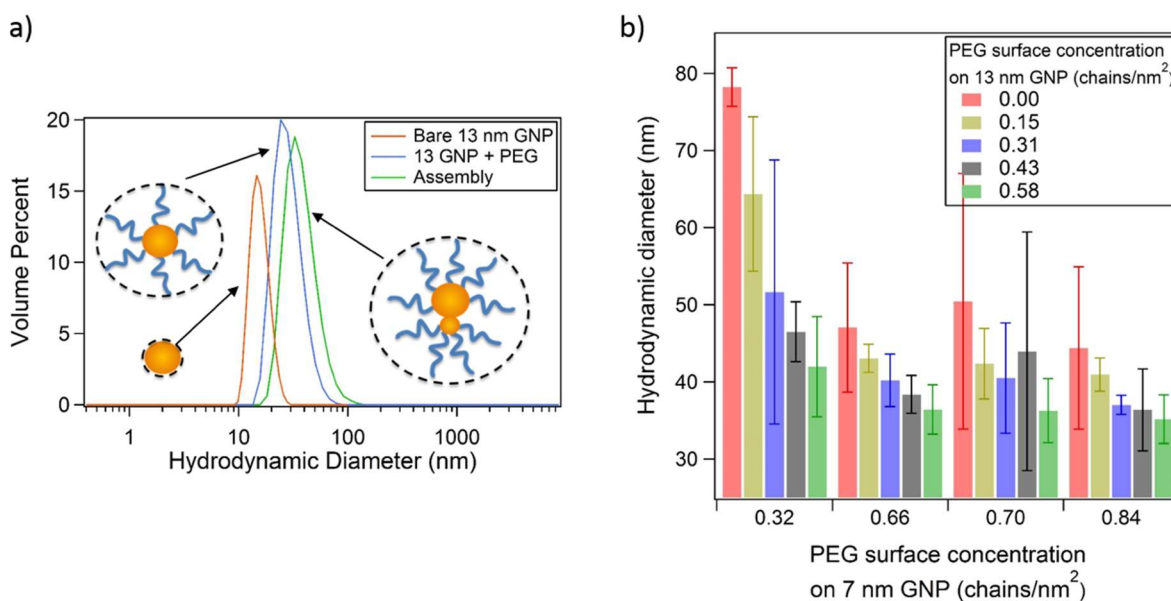 a)
20
15
10
5
0
Volume Percent
Bare 13 nm GNP
13 GNP + PEG
Assembly
1
10
100
1000
Hydrodynamic Diameter (nm)
b)
80
70
60
50
40
30
Hydrodynamic diameter (nm)
PEG surface concentration
on 13 nm GNP (chains/nm²)
0.00
0.15
0.31
0.43
0.58
0.32
0.66
0.70
0.84
PEG surface concentration
on 7 nm GNP (chains/nm²)